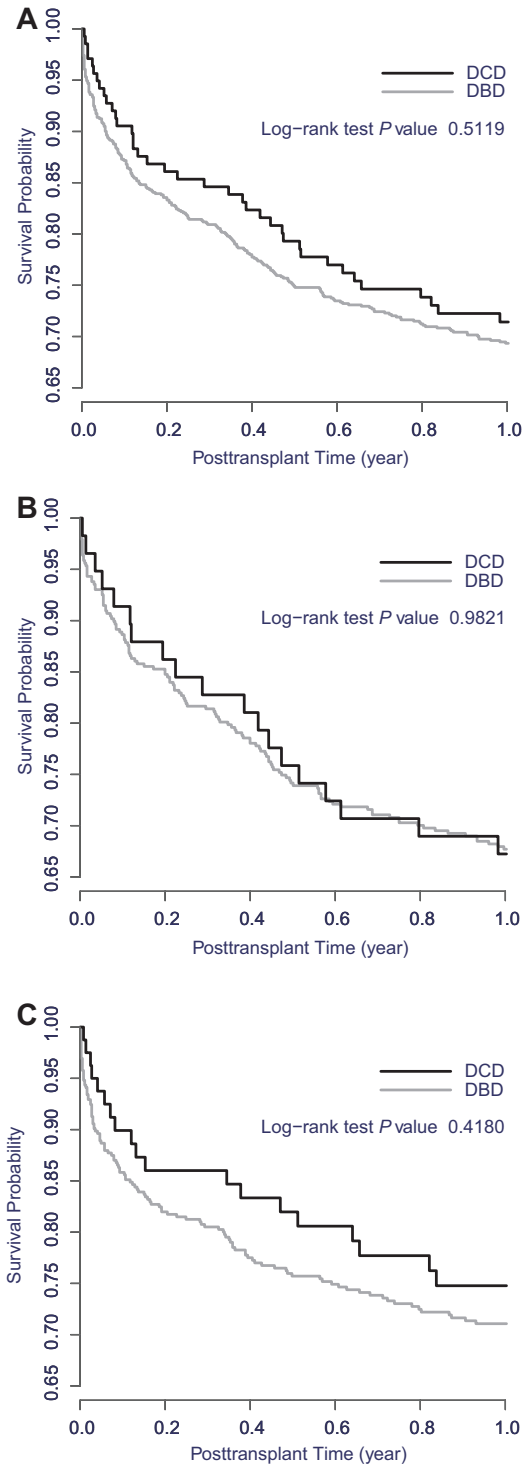 A
1.00
0.95
0.90
0.85
0.80
0.75
0.70
0.65
Survival Probability
DCD
DBD
Log−rank test P value 0.5119
0.0 0.2 0.4 0.6 0.8 1.0
Posttransplant Time (year)
B
1.00
0.95
0.90
0.85
0.80
0.75
0.70
0.65
Survival Probability
DCD
DBD
Log−rank test P value 0.9821
0.0 0.2 0.4 0.6 0.8 1.0
Posttransplant Time (year)
C
1.00
0.95
0.90
0.85
0.80
0.75
0.70
0.65
Survival Probability
DCD
DBD
Log−rank test P value 0.4180
0.0 0.2 0.4 0.6 0.8 1.0
Posttransplant Time (year)